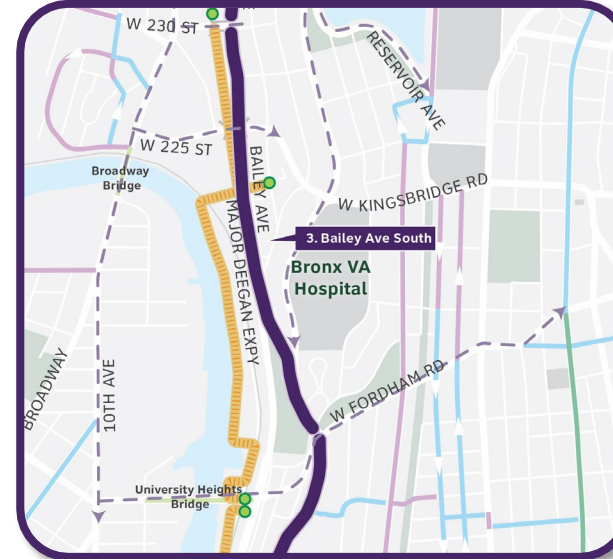 W 230 ST
RESERVOIR AVE
W 225 ST
Broadway
Bridge
BAILEY AVE
W KINGSBRIDGE RD
MAJOR DEEGAN EXPY
3. Bailey Ave South
Bronx VA
Hospital
BROADWAY
10TH AVE
W FORDHAM RD
University Heights
Bridge